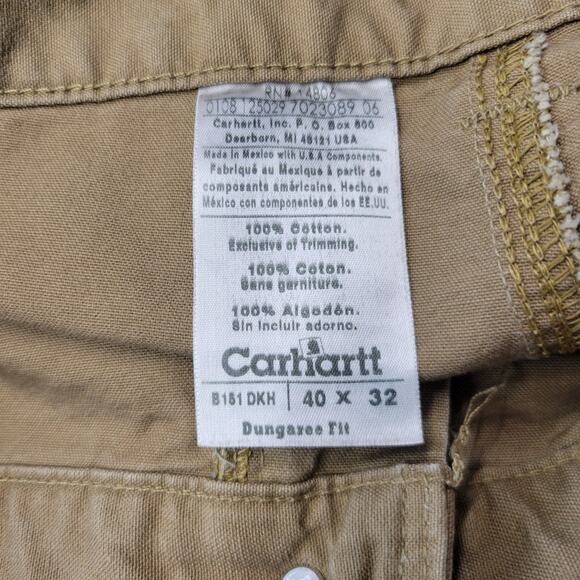 RN# 14806
0108 125029 7023089 06
Carhartt, Inc. P. O. Box 600
Dearborn, MI 48121 USA
Made in Mexico with U.S.A Components.
Fabriqué au Mexique à partir de
composants américains. Hecho en
México con componentes de los EE.UU.
100% Cotton.
Exclusive of Trimming.
100% Coton.
Sans garniture.
100% Algodón.
Sin incluir adorno.
Carhartt
B151 DKH | 40 X 32
Dungaree Fit